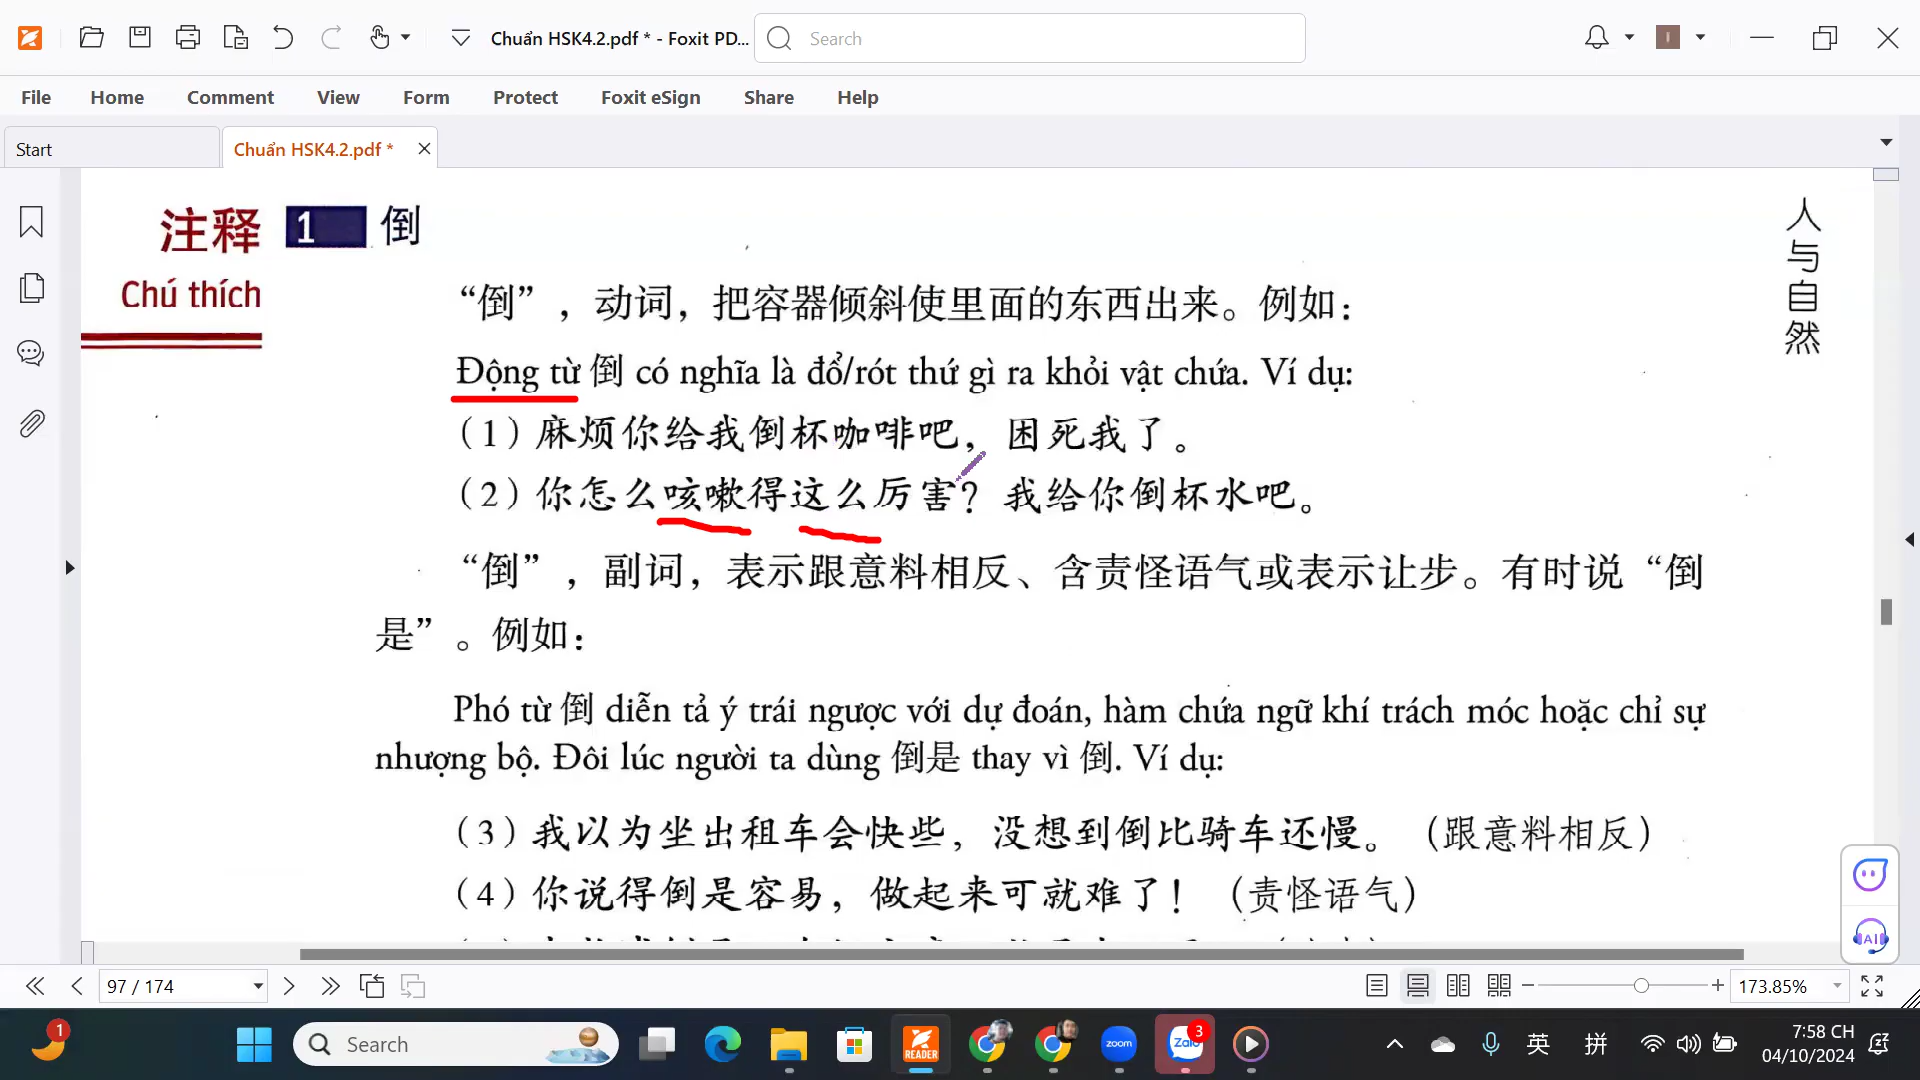 Chuẩn HSK4.2.pdf * - Foxit PD...
Search
File Home Comment View Form Protect Foxit eSign Share Help
Start
Chuẩn HSK4.2.pdf *
注释 1 倒
Chú thích
人与自然
“倒”，动词，把容器倾斜使里面的东西出来。例如：
Động từ 倒 có nghĩa là đổ/rót thứ gì ra khỏi vật chứa. Ví dụ:
（1）麻烦你给我倒杯咖啡吧，困死我了。
（2）你怎么咳嗽得这么厉害？我给你倒杯水吧。
“倒”，副词，表示跟意料相反、含责怪语气或表示让步。有时说“倒
是”。例如：
Phó từ 倒 diễn tả ý trái ngược với dự đoán, hàm chứa ngữ khí trách móc hoặc chỉ sự
nhượng bộ. Đôi lúc người ta dùng 倒是 thay vì 倒. Ví dụ:
（3）我以为坐出租车会快些，没想到倒比骑车还慢。（跟意料相反）
（4）你说得倒是容易，做起来可就难了！（责怪语气）
AI
97 / 174
173.85%
1
Search
READER
zoom
Zalo
3
英
拼
7:58 CH
04/10/2024